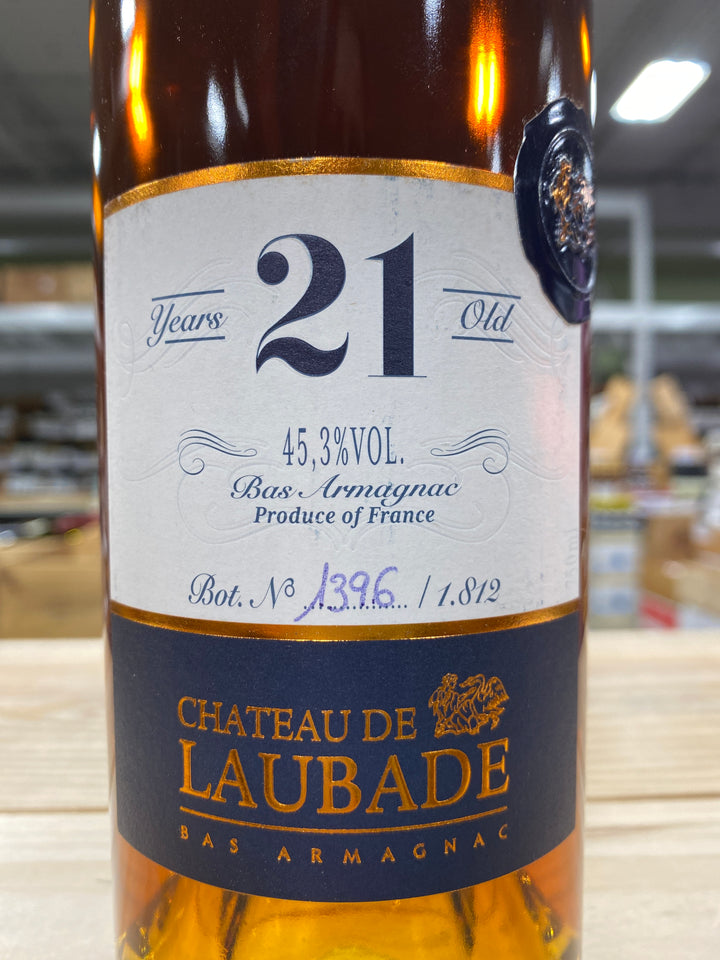 21
Years Old
45,3%VOL.
Bas Armagnac
Produce of France
Bot. N° 1396 / 1.812
CHATEAU DE
LAUBADE
BAS ARMAGNAC